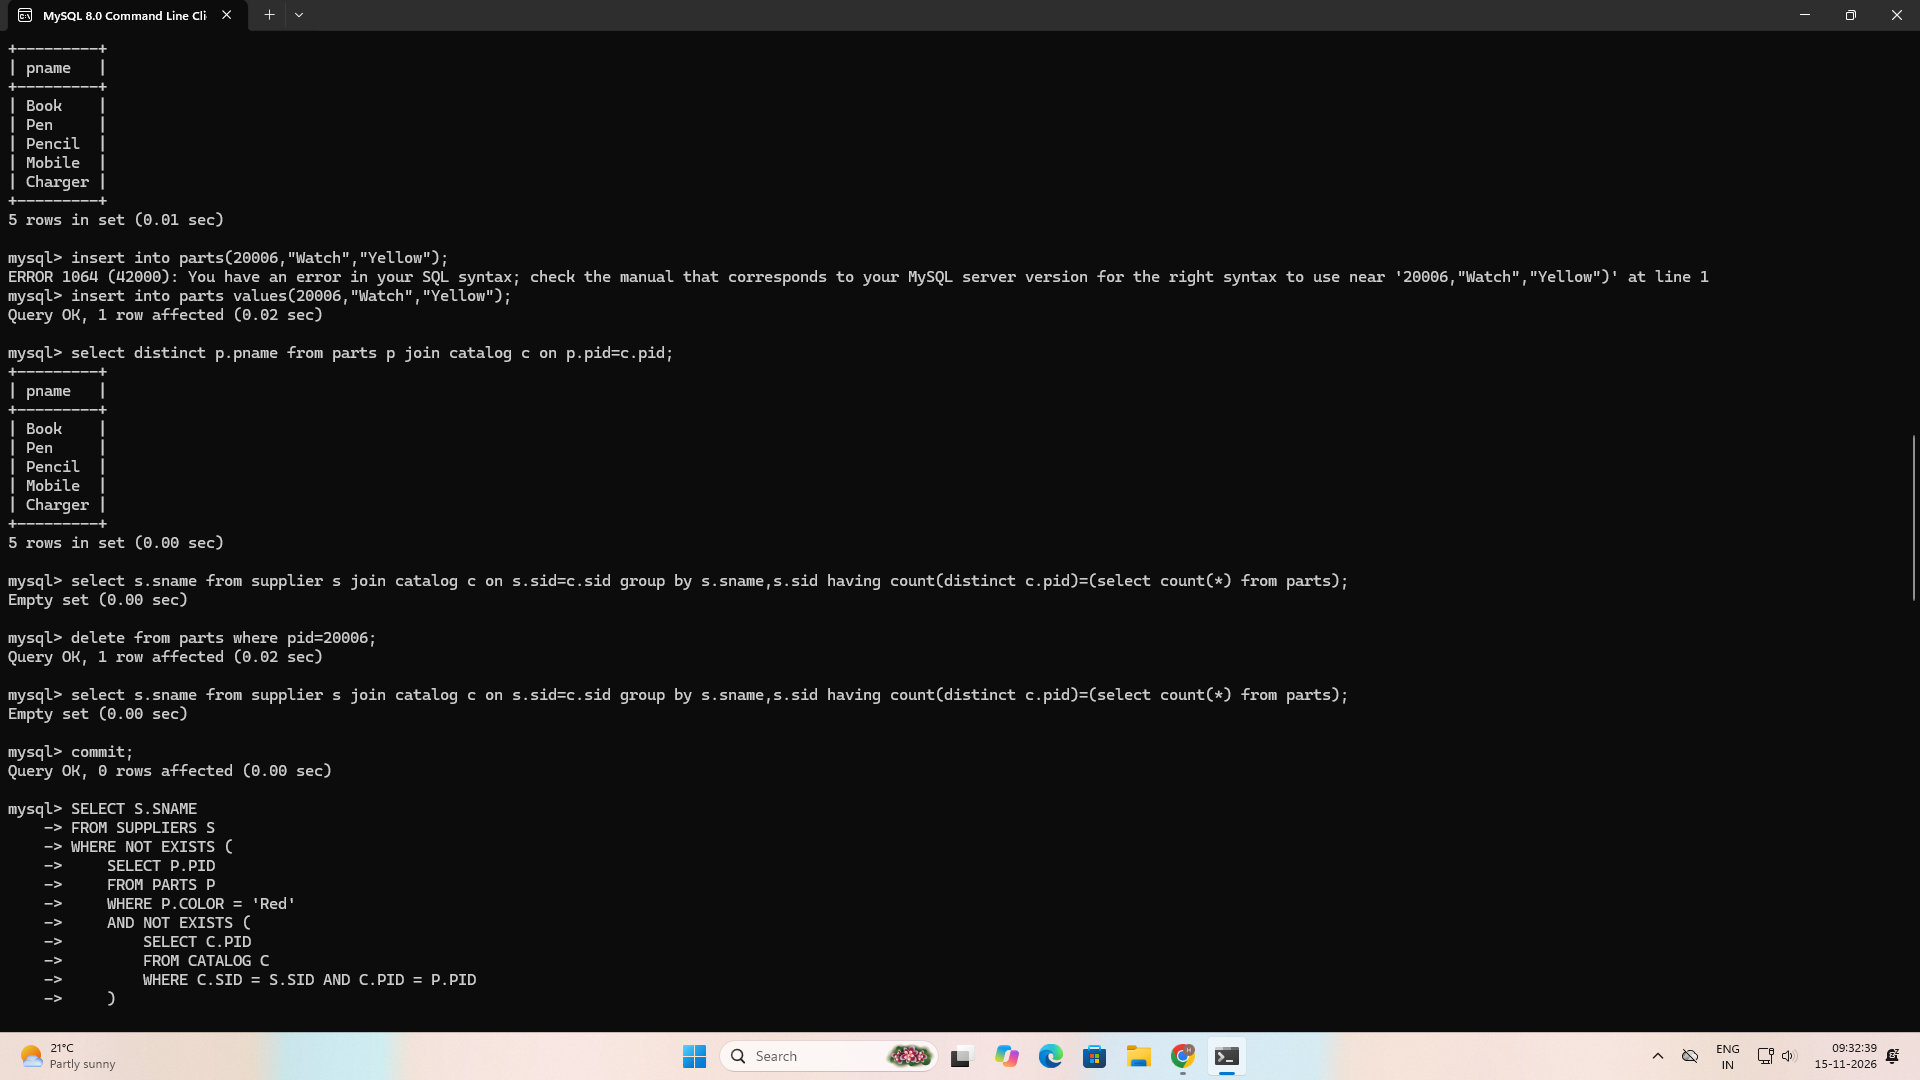 MySQL 8.0 Command Line Cli
+---------+
| pname   |
+---------+
| Book    |
| Pen     |
| Pencil  |
| Mobile  |
| Charger |
+---------+
5 rows in set (0.01 sec)
mysql> insert into parts(20006,"Watch","Yellow");
ERROR 1064 (42000): You have an error in your SQL syntax; check the manual that corresponds to your MySQL server version for the right syntax to use near '20006,"Watch","Yellow")' at line 1
mysql> insert into parts values(20006,"Watch","Yellow");
Query OK, 1 row affected (0.02 sec)
mysql> select distinct p.pname from parts p join catalog c on p.pid=c.pid;
+---------+
| pname   |
+---------+
| Book    |
| Pen     |
| Pencil  |
| Mobile  |
| Charger |
+---------+
5 rows in set (0.00 sec)
mysql> select s.sname from supplier s join catalog c on s.sid=c.sid group by s.sname,s.sid having count(distinct c.pid)=(select count(*) from parts);
Empty set (0.00 sec)
mysql> delete from parts where pid=20006;
Query OK, 1 row affected (0.02 sec)
mysql> select s.sname from supplier s join catalog c on s.sid=c.sid group by s.sname,s.sid having count(distinct c.pid)=(select count(*) from parts);
Empty set (0.00 sec)
mysql> commit;
Query OK, 0 rows affected (0.00 sec)
mysql> SELECT S.SNAME
    -> FROM SUPPLIERS S
    -> WHERE NOT EXISTS (
    ->     SELECT P.PID
    ->     FROM PARTS P
    ->     WHERE P.COLOR = 'Red'
    ->     AND NOT EXISTS (
    ->         SELECT C.PID
    ->         FROM CATALOG C
    ->         WHERE C.SID = S.SID AND C.PID = P.PID
    ->     )
21°C
Partly sunny
Search
ENG
IN
09:32:39
15-11-2026